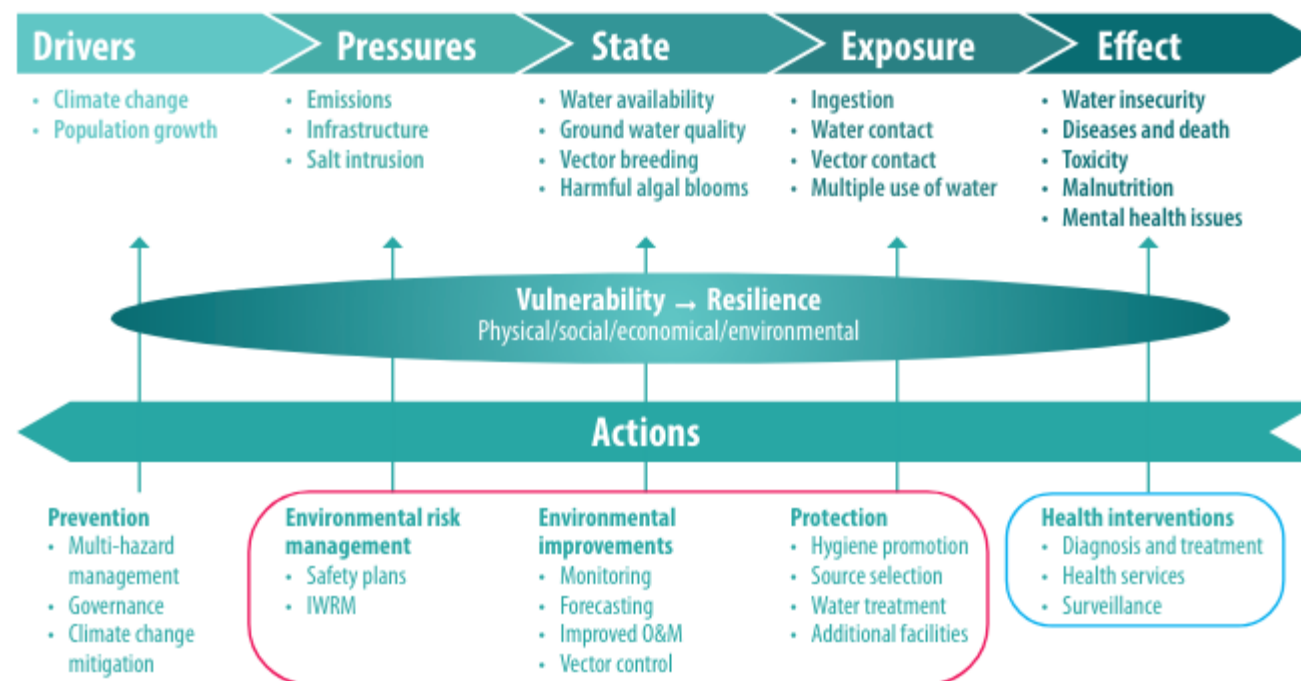 Drivers
Pressures
State
Exposure
Effect
• Climate change
• Population growth
• Emissions
• Infrastructure
• Salt intrusion
• Water availability
• Ground water quality
• Vector breeding
• Harmful algal blooms
• Ingestion
• Water contact
• Vector contact
• Multiple use of water
• Water insecurity
• Diseases and death
• Toxicity
• Malnutrition
• Mental health issues
Vulnerability → Resilience
Physical/social/economical/environmental
Actions
Prevention
• Multi-hazard
management
• Governance
• Climate change
mitigation
Environmental risk
management
• Safety plans
• IWRM
Environmental
improvements
• Monitoring
• Forecasting
• Improved O&M
• Vector control
Protection
• Hygiene promotion
• Source selection
• Water treatment
• Additional facilities
Health interventions
• Diagnosis and treatment
• Health services
• Surveillance